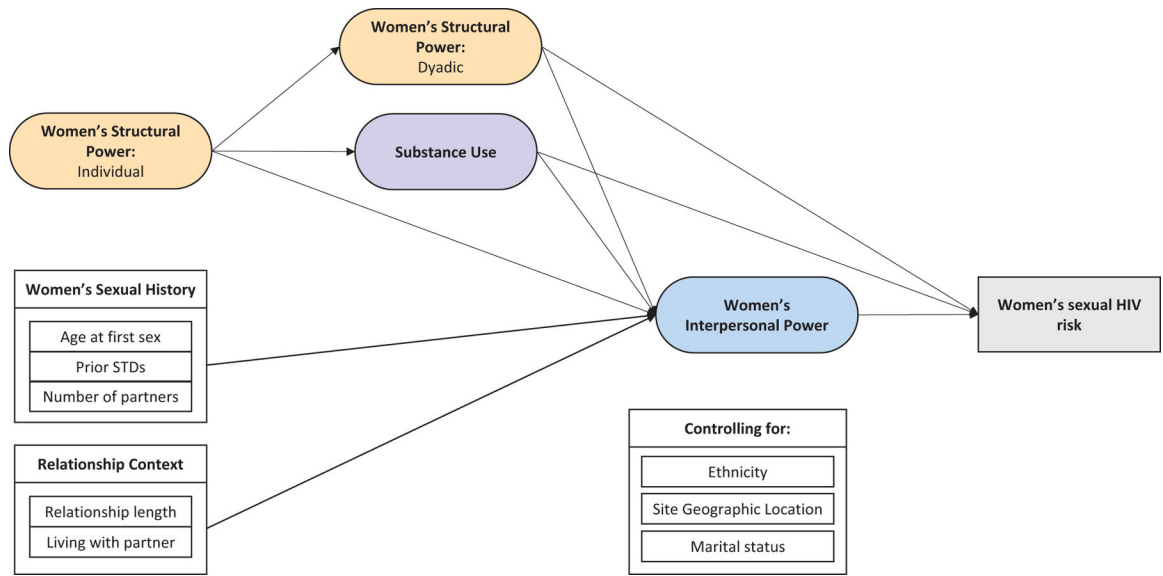 Women’s Structural
Power:
Dyadic
Women’s Structural
Power:
Individual
Substance Use
Women’s Sexual History
Age at first sex
Prior STDs
Number of partners
Women’s
Interpersonal Power
Women’s sexual HIV
risk
Relationship Context
Relationship length
Living with partner
Controlling for:
Ethnicity
Site Geographic Location
Marital status